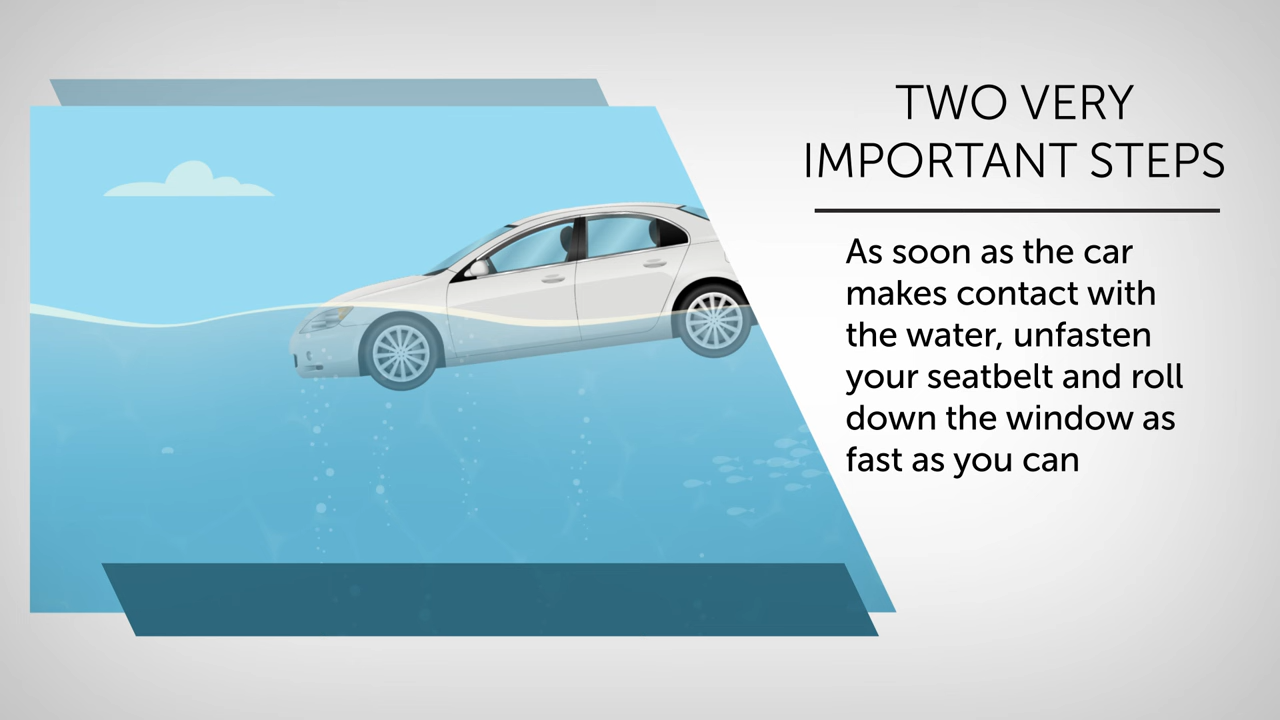 TWO VERY
IMPORTANT STEPS
As soon as the car
makes contact with
the water, unfasten
your seatbelt and roll
down the window as
fast as you can